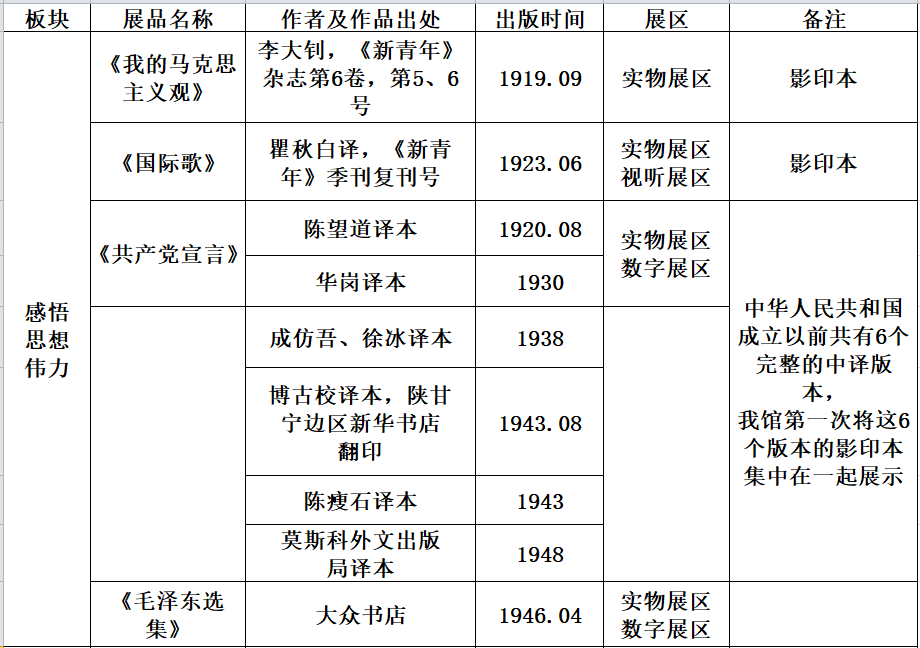 板块 展品名称 作者及作品出处 出版时间 展区 备注
感悟
思想
伟力
《我的马克思
主义观》
李大钊，《新青年》
杂志第6卷，第5、6
号
1919.09
实物展区
影印本
《国际歌》
瞿秋白译，《新青
年》季刊复刊号
1923.06
实物展区
视听展区
影印本
《共产党宣言》
陈望道译本
1920.08
实物展区
数字展区
华岗译本
1930
成仿吾、徐冰译本
1938
博古校译本，陕甘
宁边区新华书店
翻印
1943.08
陈瘦石译本
1943
莫斯科外文出版
局译本
1948
中华人民共和国
成立以前共有6个
完整的中译版
本，
我馆第一次将这6
个版本的影印本
集中在一起展示
《毛泽东选
集》
大众书店
1946.04
实物展区
数字展区